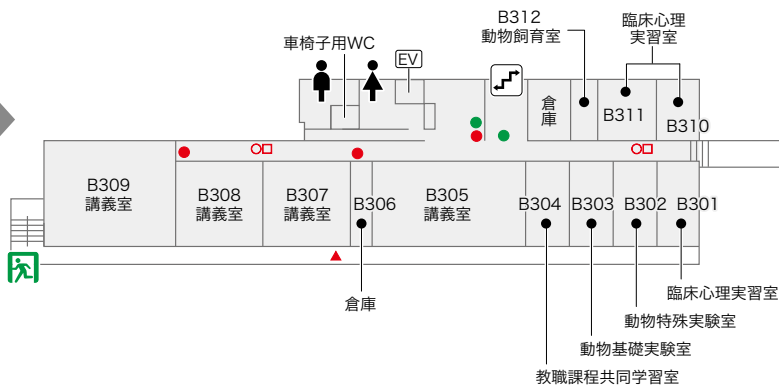 B312
動物飼育室
臨床心理
実習室
車椅子用WC
EV
倉庫
B311
B310
B309
講義室
B308
講義室
B307
講義室
B306
B305
講義室
B304
B303
B302
B301
倉庫
臨床心理実習室
動物特殊実験室
動物基礎実験室
教職課程共同学習室